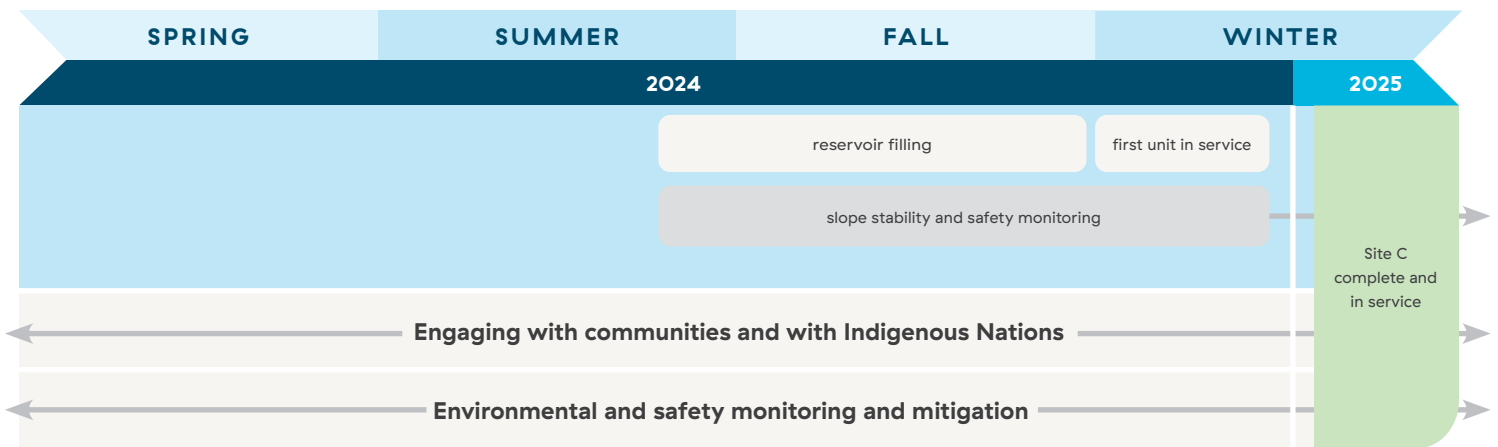 SPRING
SUMMER
FALL
WINTER
2024
2025
reservoir filling
first unit in service
slope stability and safety monitoring
Site C
complete and
in service
Engaging with communities and with Indigenous Nations
Environmental and safety monitoring and mitigation